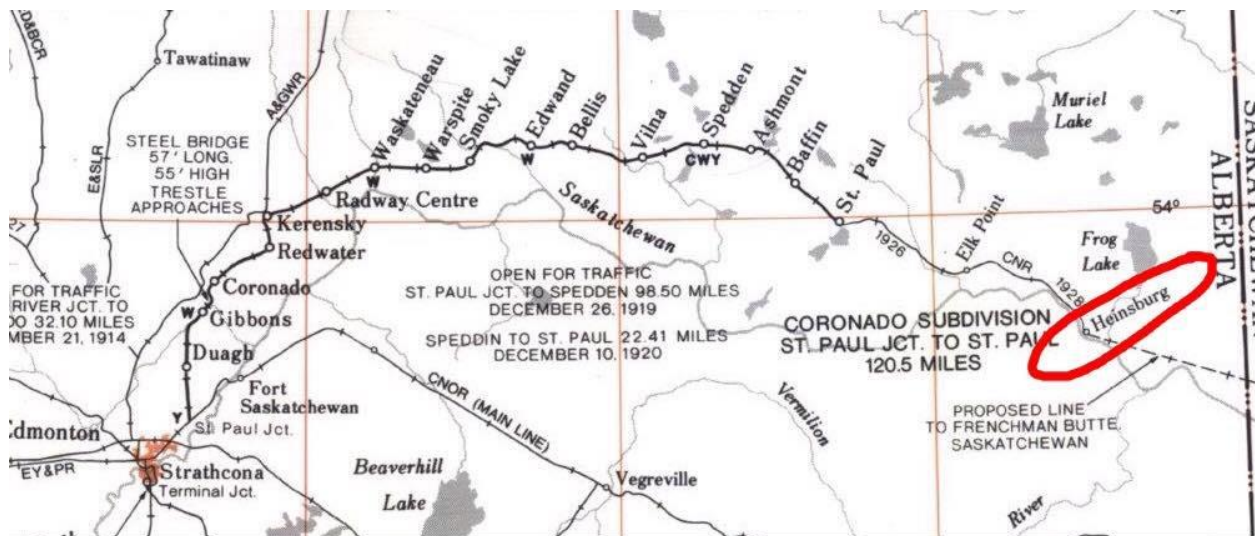 ED&BCR
Tawatinaw
A&GWR
E&SLR
STEEL BRIDGE
57' LONG.
55' HIGH
TRESTLE
APPROACHES
Waskateneau
Warspite
Smoky Lake
Edwand
Bellis
Vilna
Spedden
Ashmont
Baffin
St. Paul
W
W
CWY
Muriel
Lake
SASKATCHEWAN
ALBERTA
Radway Centre
Saskatchewan
Kerensky
54°
27
Redwater
1926
Elk Point
CNR
Frog
Lake
1928
Heinsburg
FOR TRAFFIC
RIVER JCT. TO
DO 32.10 MILES
MBER 21, 1914
Coronado
W
Gibbons
OPEN FOR TRAFFIC
ST. PAUL JCT. TO SPEDDEN 98.50 MILES
DECEMBER 26, 1919
SPEDDIN TO ST. PAUL 22.41 MILES
DECEMBER 10, 1920
CORONADO SUBDIVISION
ST. PAUL JCT. TO ST. PAUL
120.5 MILES
Duagh
Fort
Saskatchewan
CNOR (MAIN LINE)
Vermilion
River
PROPOSED LINE
TO FRENCHMAN BUTTE,
SASKATCHEWAN
Y
St. Paul Jct.
Edmonton
EY&PR
Strathcona
Terminal Jct.
Beaverhill
Lake
Vegreville